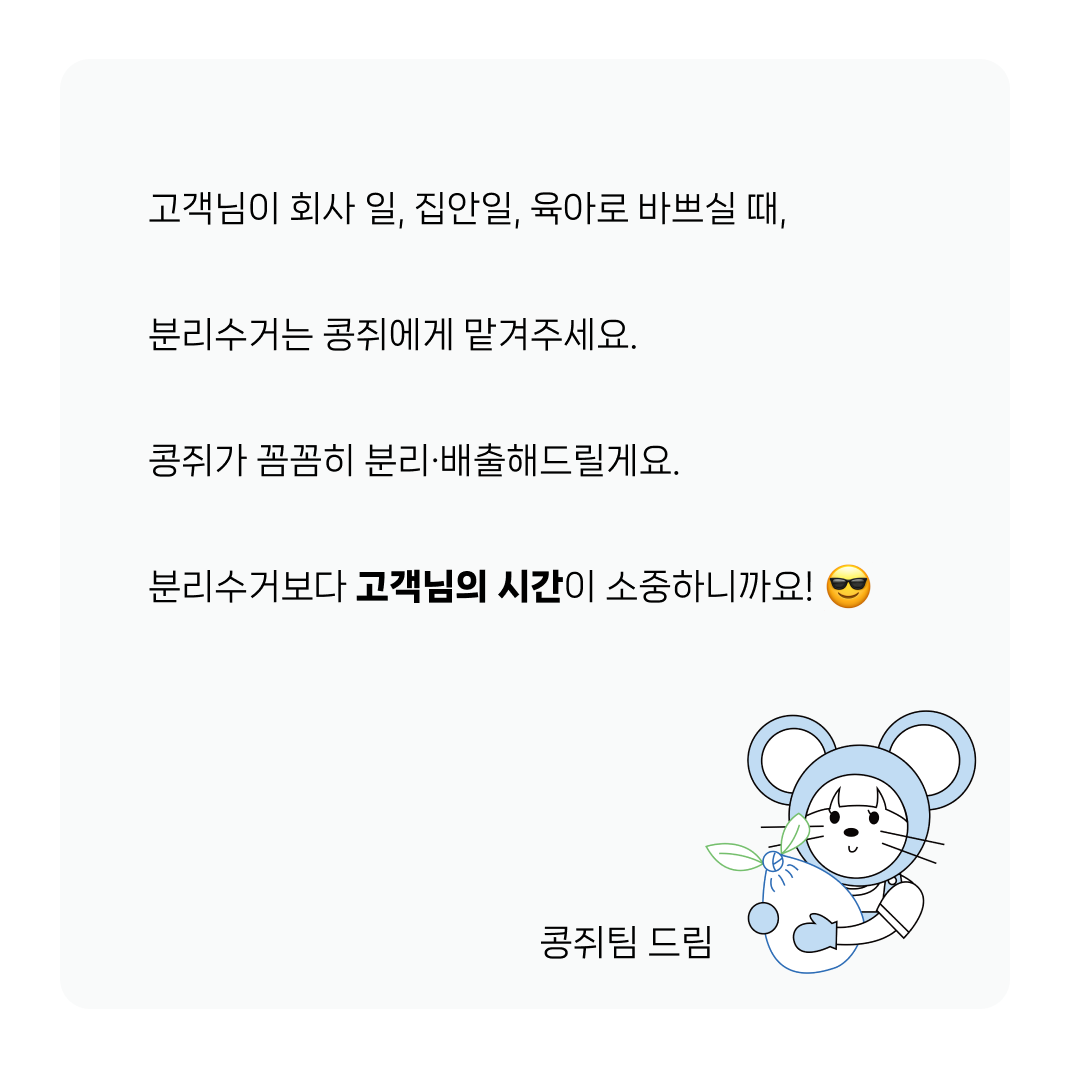 고객님이 회사 일, 집안일, 육아로 바쁘실 때,
분리수거는 콩쥐에게 맡겨주세요.
콩쥐가 꼼꼼히 분리·배출해드릴게요.
분리수거보다 고객님의 시간이 소중하니까요! 😎
콩쥐팀 드림